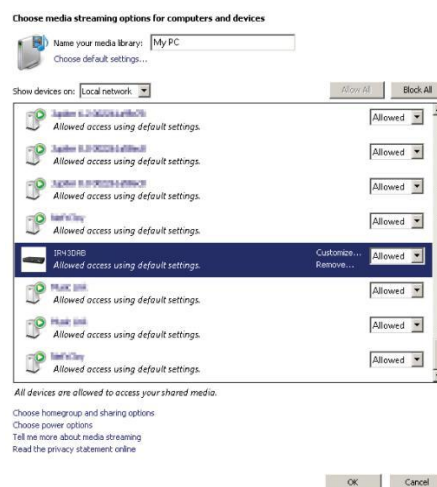 Choose media streaming options for computers and devices
Name your media library: My PC
Choose default settings...
Show devices on: Local network
Allow All Block All
Allowed
Allowed access using default settings.
Allowed
Allowed access using default settings.
Allowed
Allowed access using default settings.
Allowed
Allowed access using default settings.
IR43DAB Customize... Allowed
Allowed access using default settings. Remove...
Allowed
Allowed access using default settings.
Allowed
Allowed access using default settings.
Allowed
Allowed access using default settings.
All devices are allowed to access your shared media.
Choose homegroup and sharing options
Choose power options
Tell me more about media streaming
Read the privacy statement online
OK Cancel